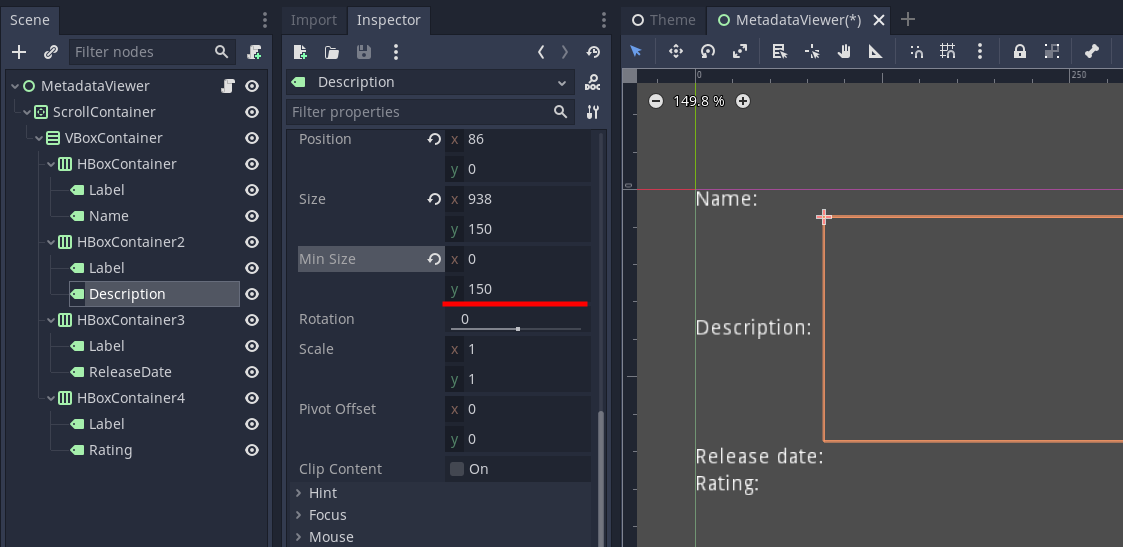 Scene
Filter nodes
MetadataViewer
ScrollContainer
VBoxContainer
HBoxContainer
Label
Name
HBoxContainer2
Label
Description
HBoxContainer3
Label
ReleaseDate
HBoxContainer4
Label
Rating
Import Inspector
Description
DOC
Filter properties
Position x 86
y 0
Size x 938
y 150
Min Size x 0
y 150
Rotation 0
Scale x 1
y 1
Pivot Offset x 0
y 0
Clip Content On
Hint
Focus
Mouse
Theme MetadataViewer(*)
0 250
149.8 %
0
Name:
Description:
Release date:
Rating: